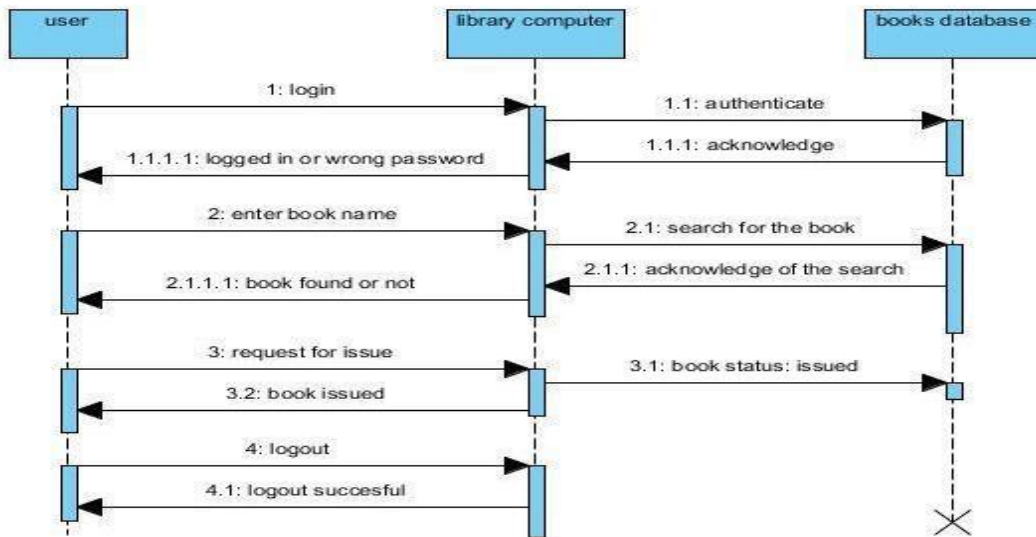 user
library computer
books database
1: login
1.1: authenticate
1.1.1: acknowledge
1.1.1.1: logged in or wrong password
2: enter book name
2.1: search for the book
2.1.1: acknowledge of the search
2.1.1.1: book found or not
3: request for issue
3.1: book status: issued
3.2: book issued
4: logout
4.1: logout succesful